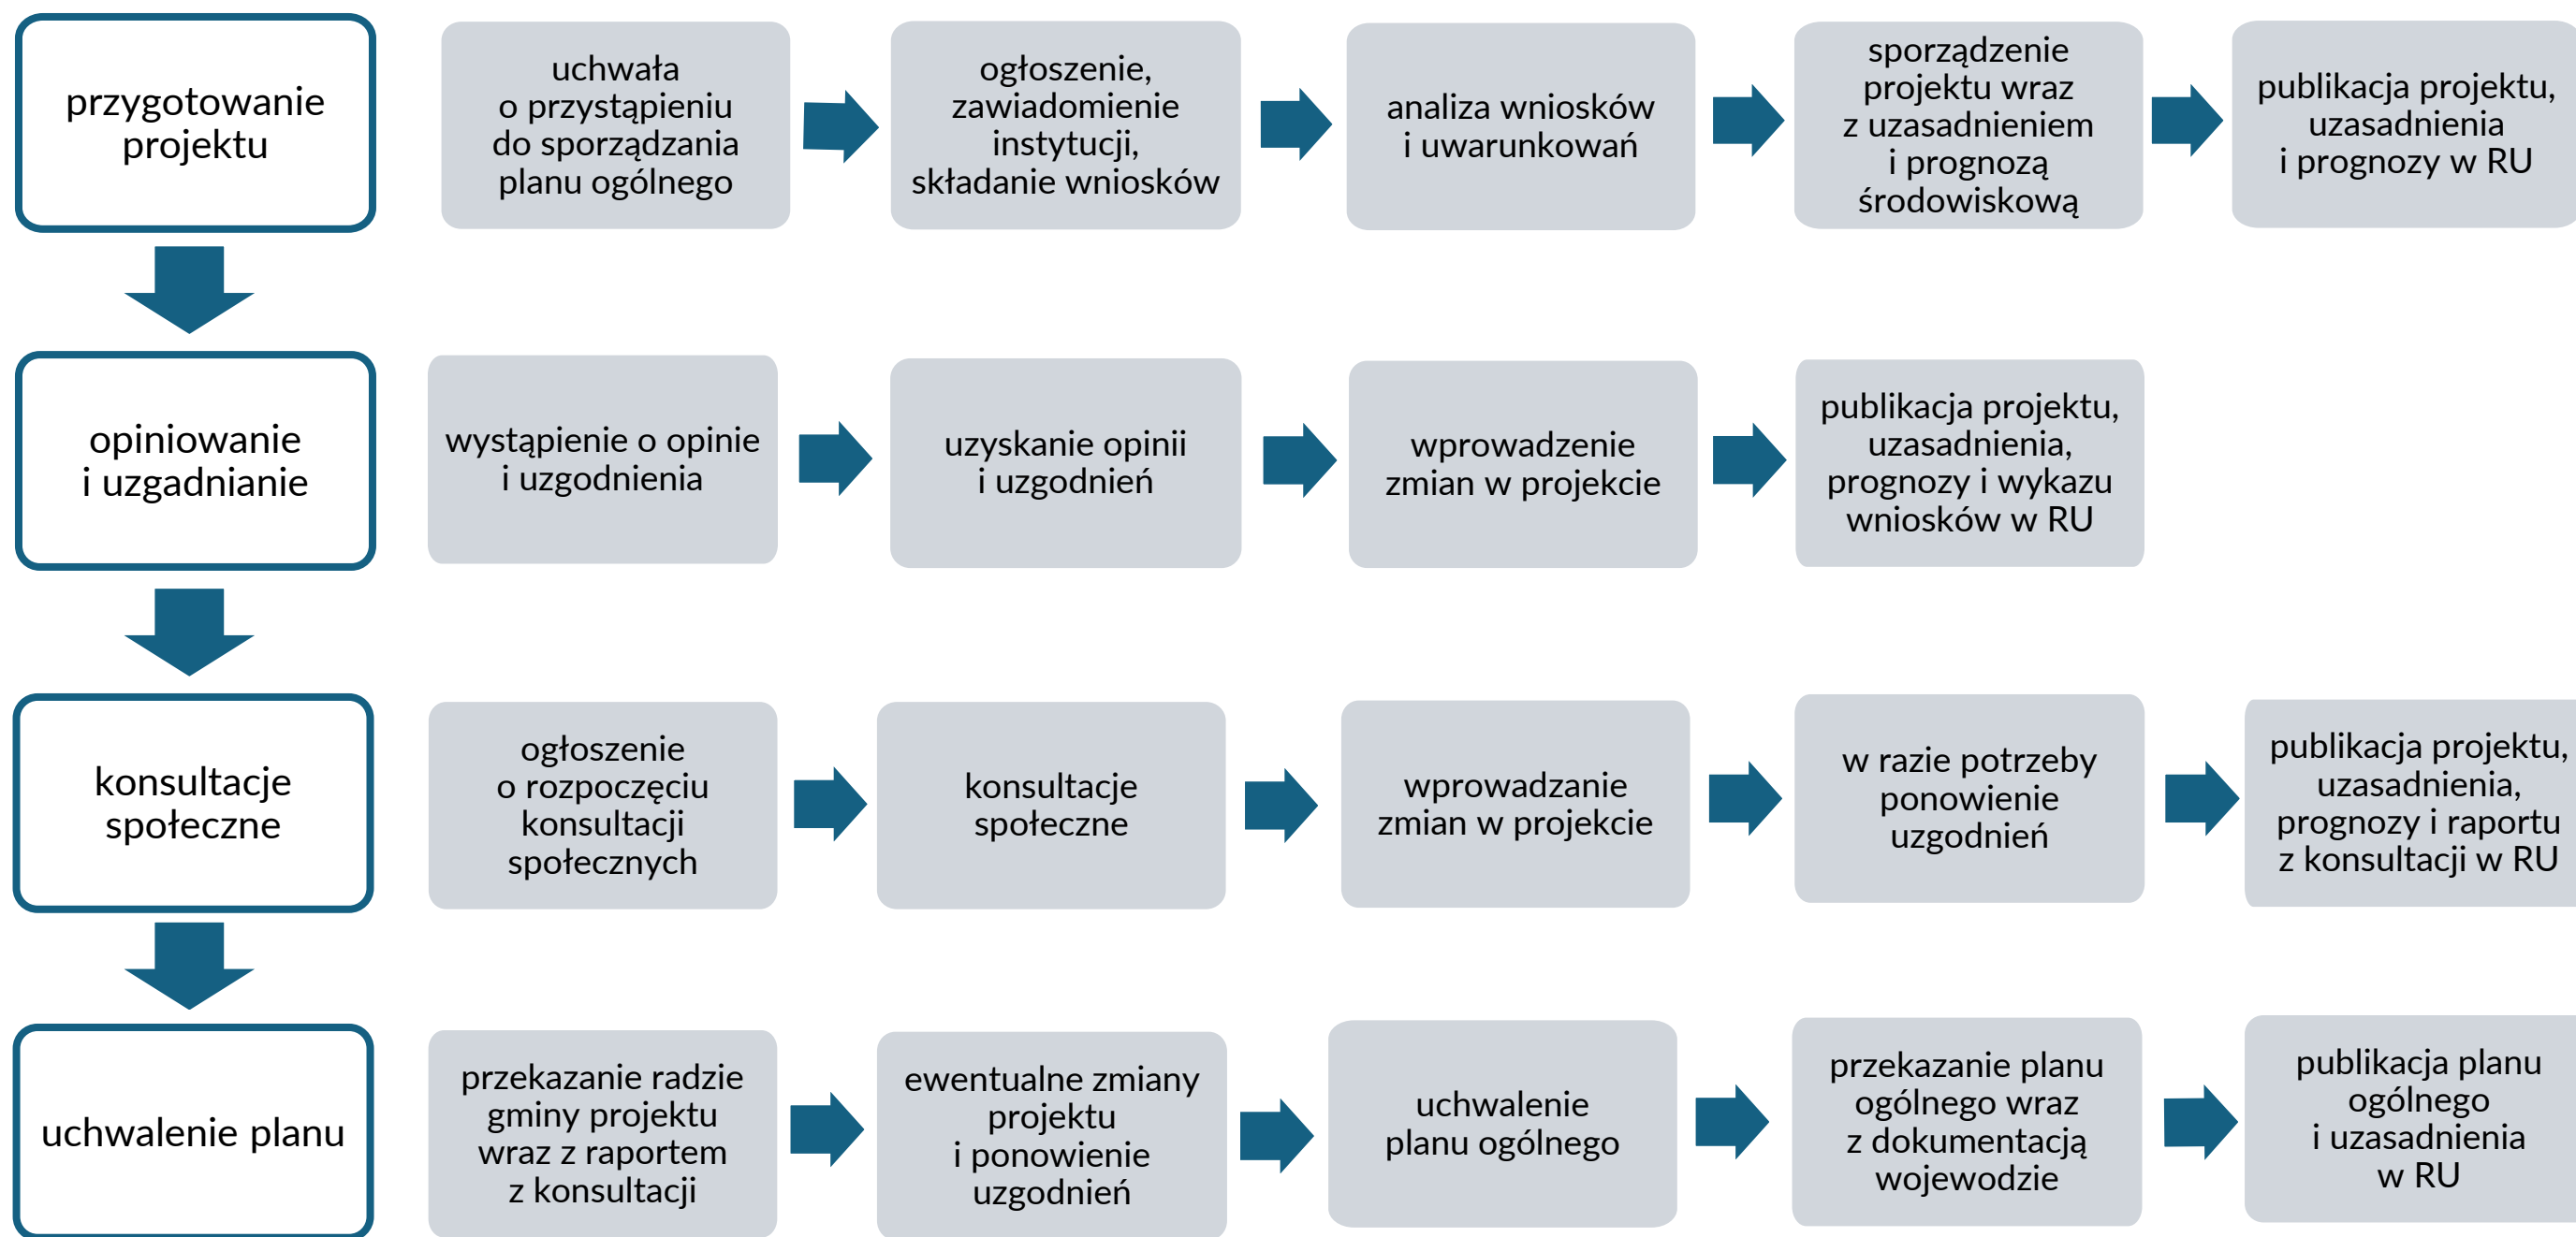 przygotowanie
projektu
uchwała
o przystąpieniu
do sporządzania
planu ogólnego
ogłoszenie,
zawiadomienie
instytucji,
składanie wniosków
analiza wniosków
i uwarunkowań
sporządzenie
projektu wraz
z uzasadnieniem
i prognozą
środowiskową
publikacja projektu,
uzasadnienia
i prognozy w RU
opiniowanie
i uzgadnianie
wystąpienie o opinie
i uzgodnienia
uzyskanie opinii
i uzgodnień
wprowadzenie
zmian w projekcie
publikacja projektu,
uzasadnienia,
prognozy i wykazu
wniosków w RU
konsultacje
społeczne
ogłoszenie
o rozpoczęciu
konsultacji
społecznych
konsultacje
społeczne
wprowadzanie
zmian w projekcie
w razie potrzeby
ponowienie
uzgodnień
publikacja projektu,
uzasadnienia,
prognozy i raportu
z konsultacji w RU
uchwalenie planu
przekazanie radzie
gminy projektu
wraz z raportem
z konsultacji
ewentualne zmiany
projektu
i ponowienie
uzgodnień
uchwalenie
planu ogólnego
przekazanie planu
ogólnego wraz
z dokumentacją
wojewodzie
publikacja planu
ogólnego
i uzasadnienia
w RU